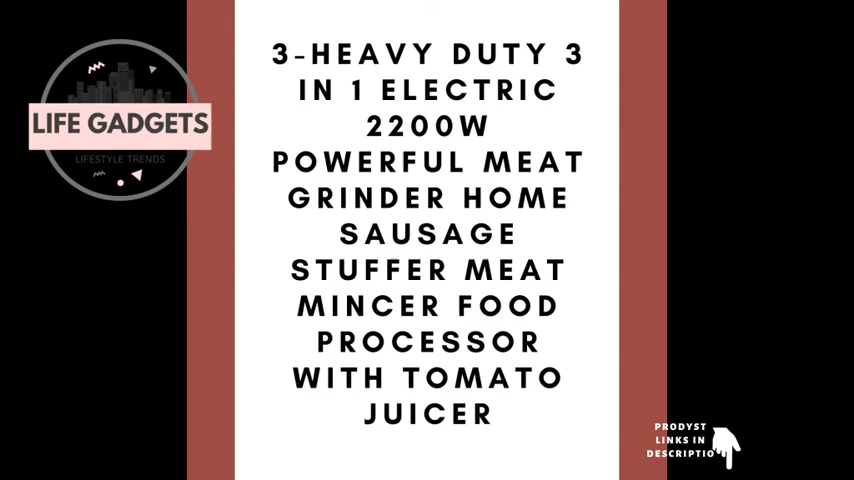 3-HEAVY DUTY 3
IN 1 ELECTRIC
2200W
POWERFUL MEAT
GRINDER HOME
SAUSAGE
STUFFER MEAT
MINCER FOOD
PROCESSOR
WITH TOMATO
JUICER
LIFE GADGETS
LIFESTYLE TRENDS
PRODYST
LINKS IN
DESCRIPTIO